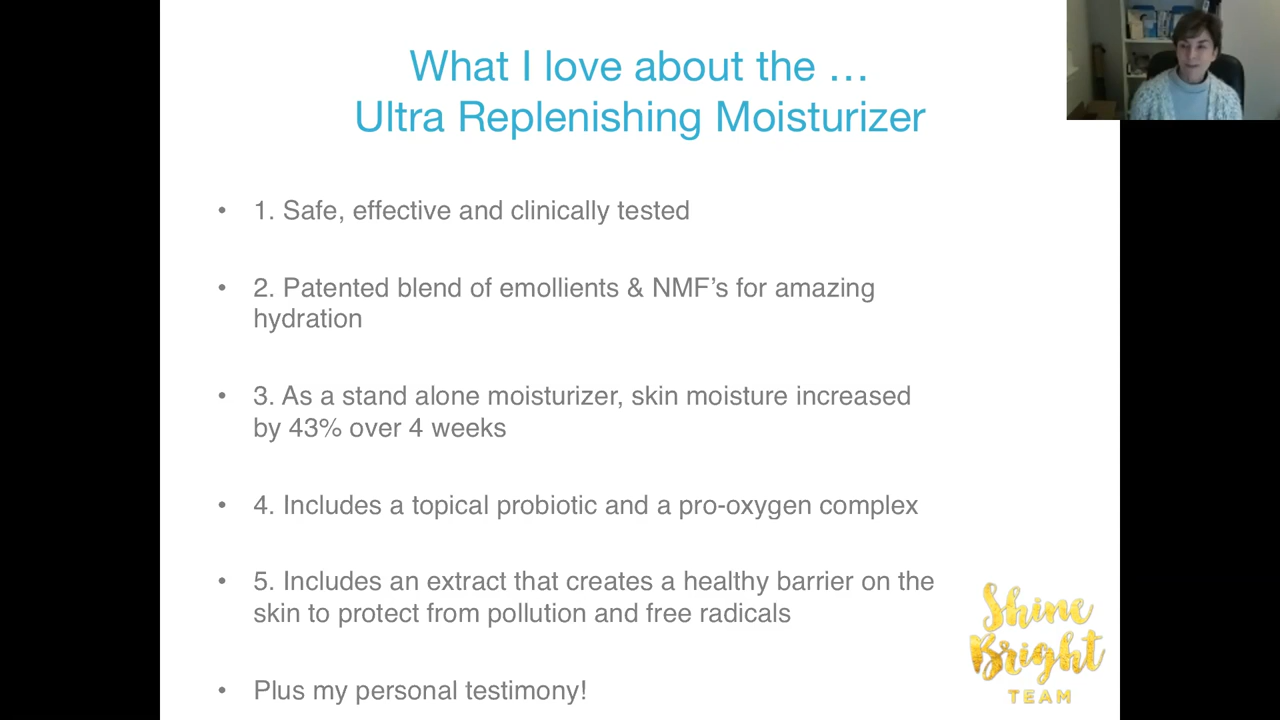 What I love about the …
Ultra Replenishing Moisturizer
• 1. Safe, effective and clinically tested
• 2. Patented blend of emollients & NMF’s for amazing
hydration
• 3. As a stand alone moisturizer, skin moisture increased
by 43% over 4 weeks
• 4. Includes a topical probiotic and a pro-oxygen complex
• 5. Includes an extract that creates a healthy barrier on the
skin to protect from pollution and free radicals
• Plus my personal testimony!
Shine
Bright
TEAM